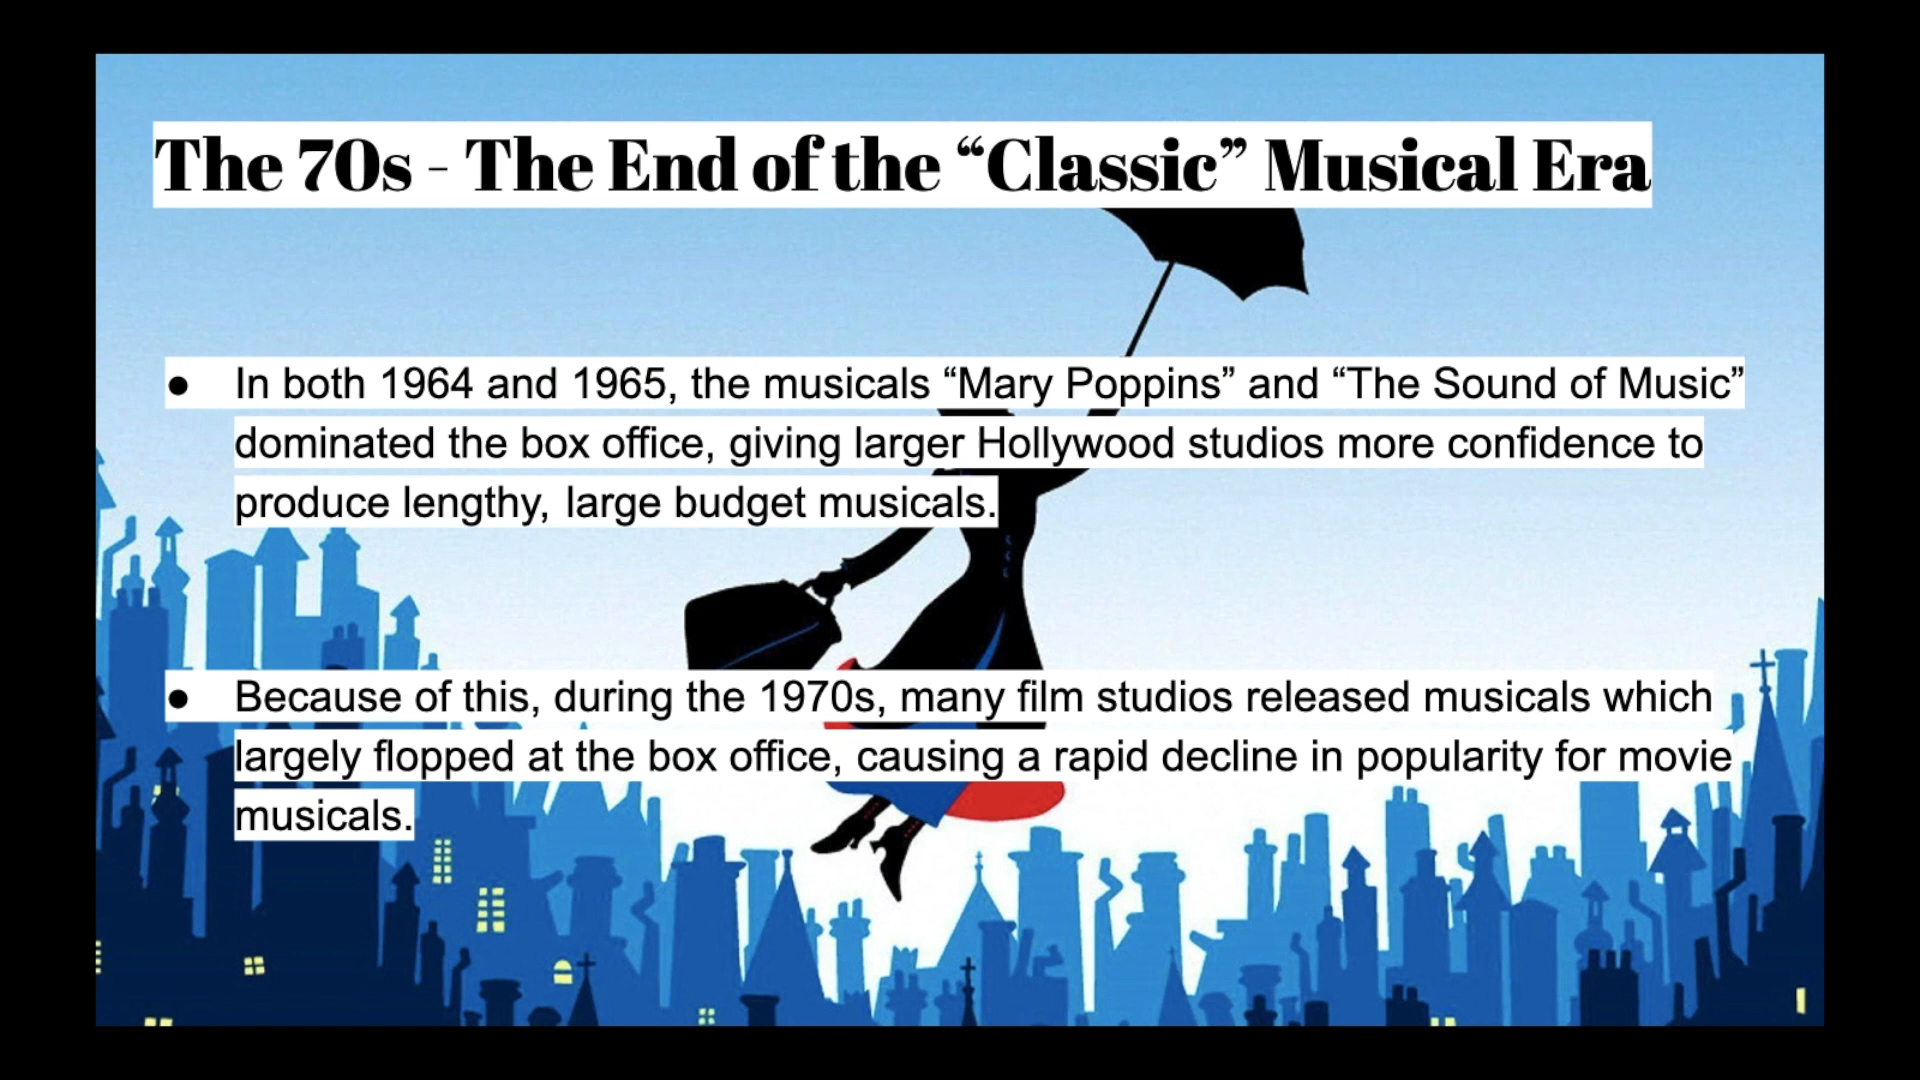 The 70s - The End of the “Classic” Musical Era
● In both 1964 and 1965, the musicals “Mary Poppins” and “The Sound of Music”
dominated the box office, giving larger Hollywood studios more confidence to
produce lengthy, large budget musicals.
● Because of this, during the 1970s, many film studios released musicals which
largely flopped at the box office, causing a rapid decline in popularity for movie
musicals.